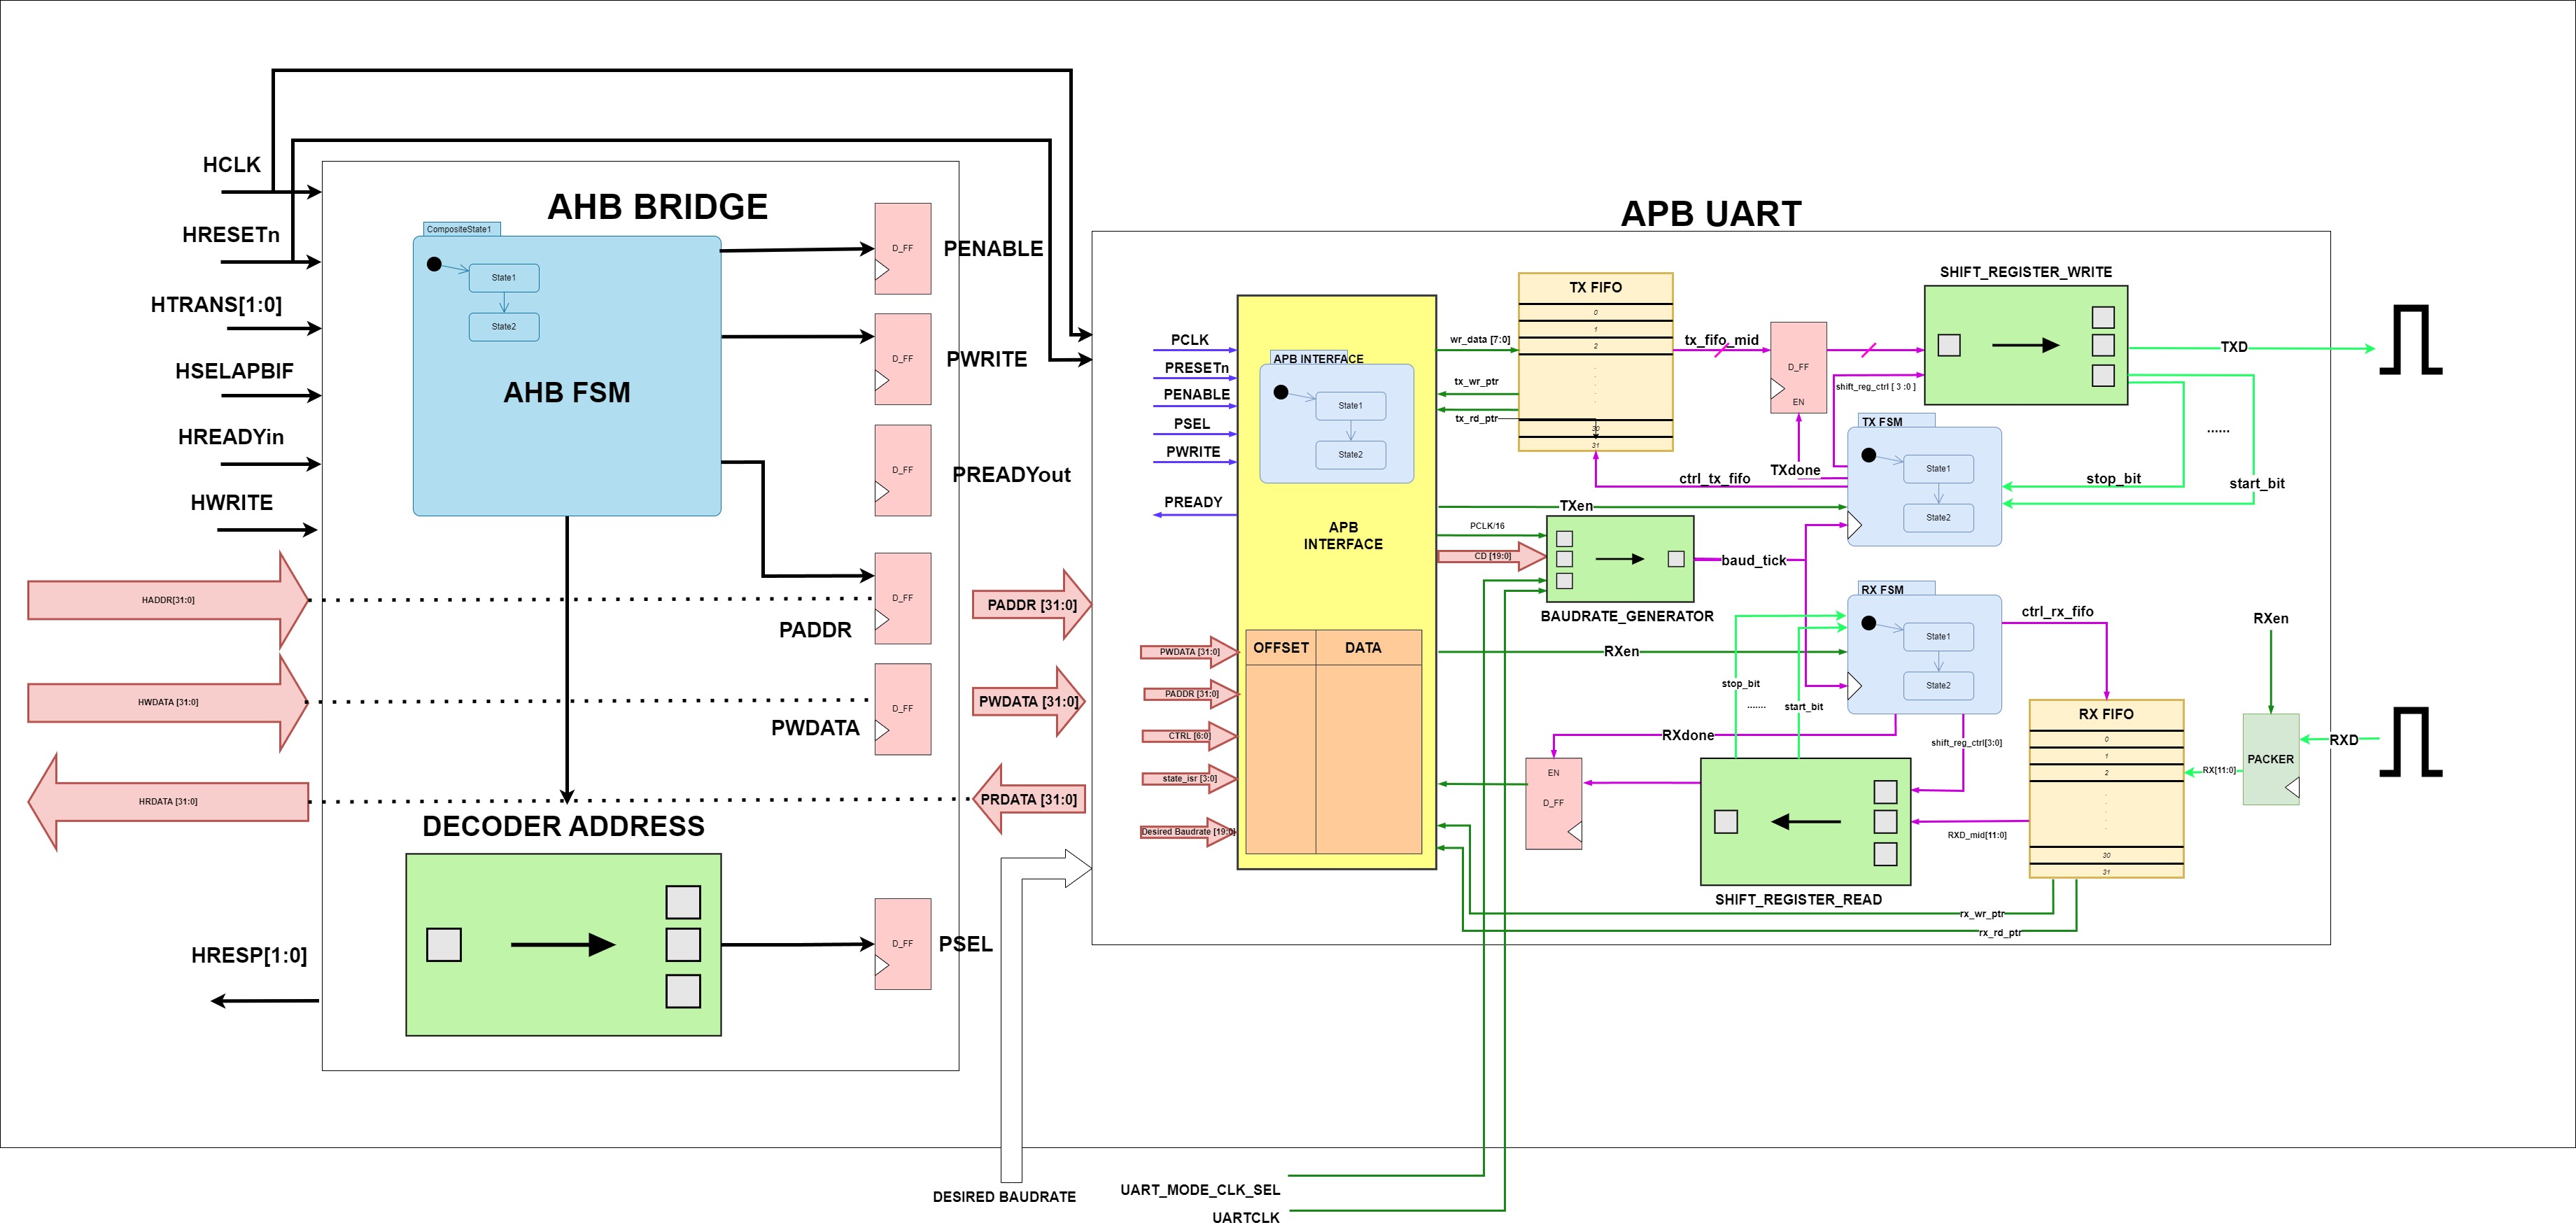 HCLK
HRESETn
HTRANS[1:0]
HSELAPBIF
HREADYin
HWRITE
HADDR[31:0]
HWDATA [31:0]
HRDATA [31:0]
HRESP[1:0]
AHB BRIDGE
CompositeState1
State1
State2
AHB FSM
D_FF
PENABLE
D_FF
PWRITE
D_FF
PREADYout
D_FF
PADDR
D_FF
PWDATA
DECODER ADDRESS
D_FF
PSEL
PADDR [31:0]
PWDATA [31:0]
PRDATA [31:0]
DESIRED BAUDRATE
UART_MODE_CLK_SEL
UARTCLK
APB UART
PCLK
PRESETn
PENABLE
PSEL
PWRITE
PREADY
PWDATA [31:0]
PADDR [31:0]
CTRL [6:0]
state_isr [3:0]
Desired Baudrate [19:0]
APB INTERFACE
State1
State2
APB
INTERFACE
OFFSET
DATA
wr_data [7:0]
tx_wr_ptr
tx_rd_ptr
TX FIFO
0
1
2
.
.
.
.
30
31
tx_fifo_mid
D_FF
EN
shift_reg_ctrl [ 3 :0 ]
SHIFT_REGISTER_WRITE
TXD
TX FSM
State1
State2
TXdone
ctrl_tx_fifo
stop_bit
......
start_bit
TXen
PCLK/16
CD [19:0]
BAUDRATE_GENERATOR
baud_tick
RX FSM
State1
State2
ctrl_rx_fifo
RXen
RXen
stop_bit
.......
start_bit
RXdone
shift_reg_ctrl[3:0]
EN
D_FF
SHIFT_REGISTER_READ
RXD_mid[11:0]
RX FIFO
0
1
2
.
.
.
.
30
31
RX[11:0]
PACKER
RXD
rx_wr_ptr
rx_rd_ptr